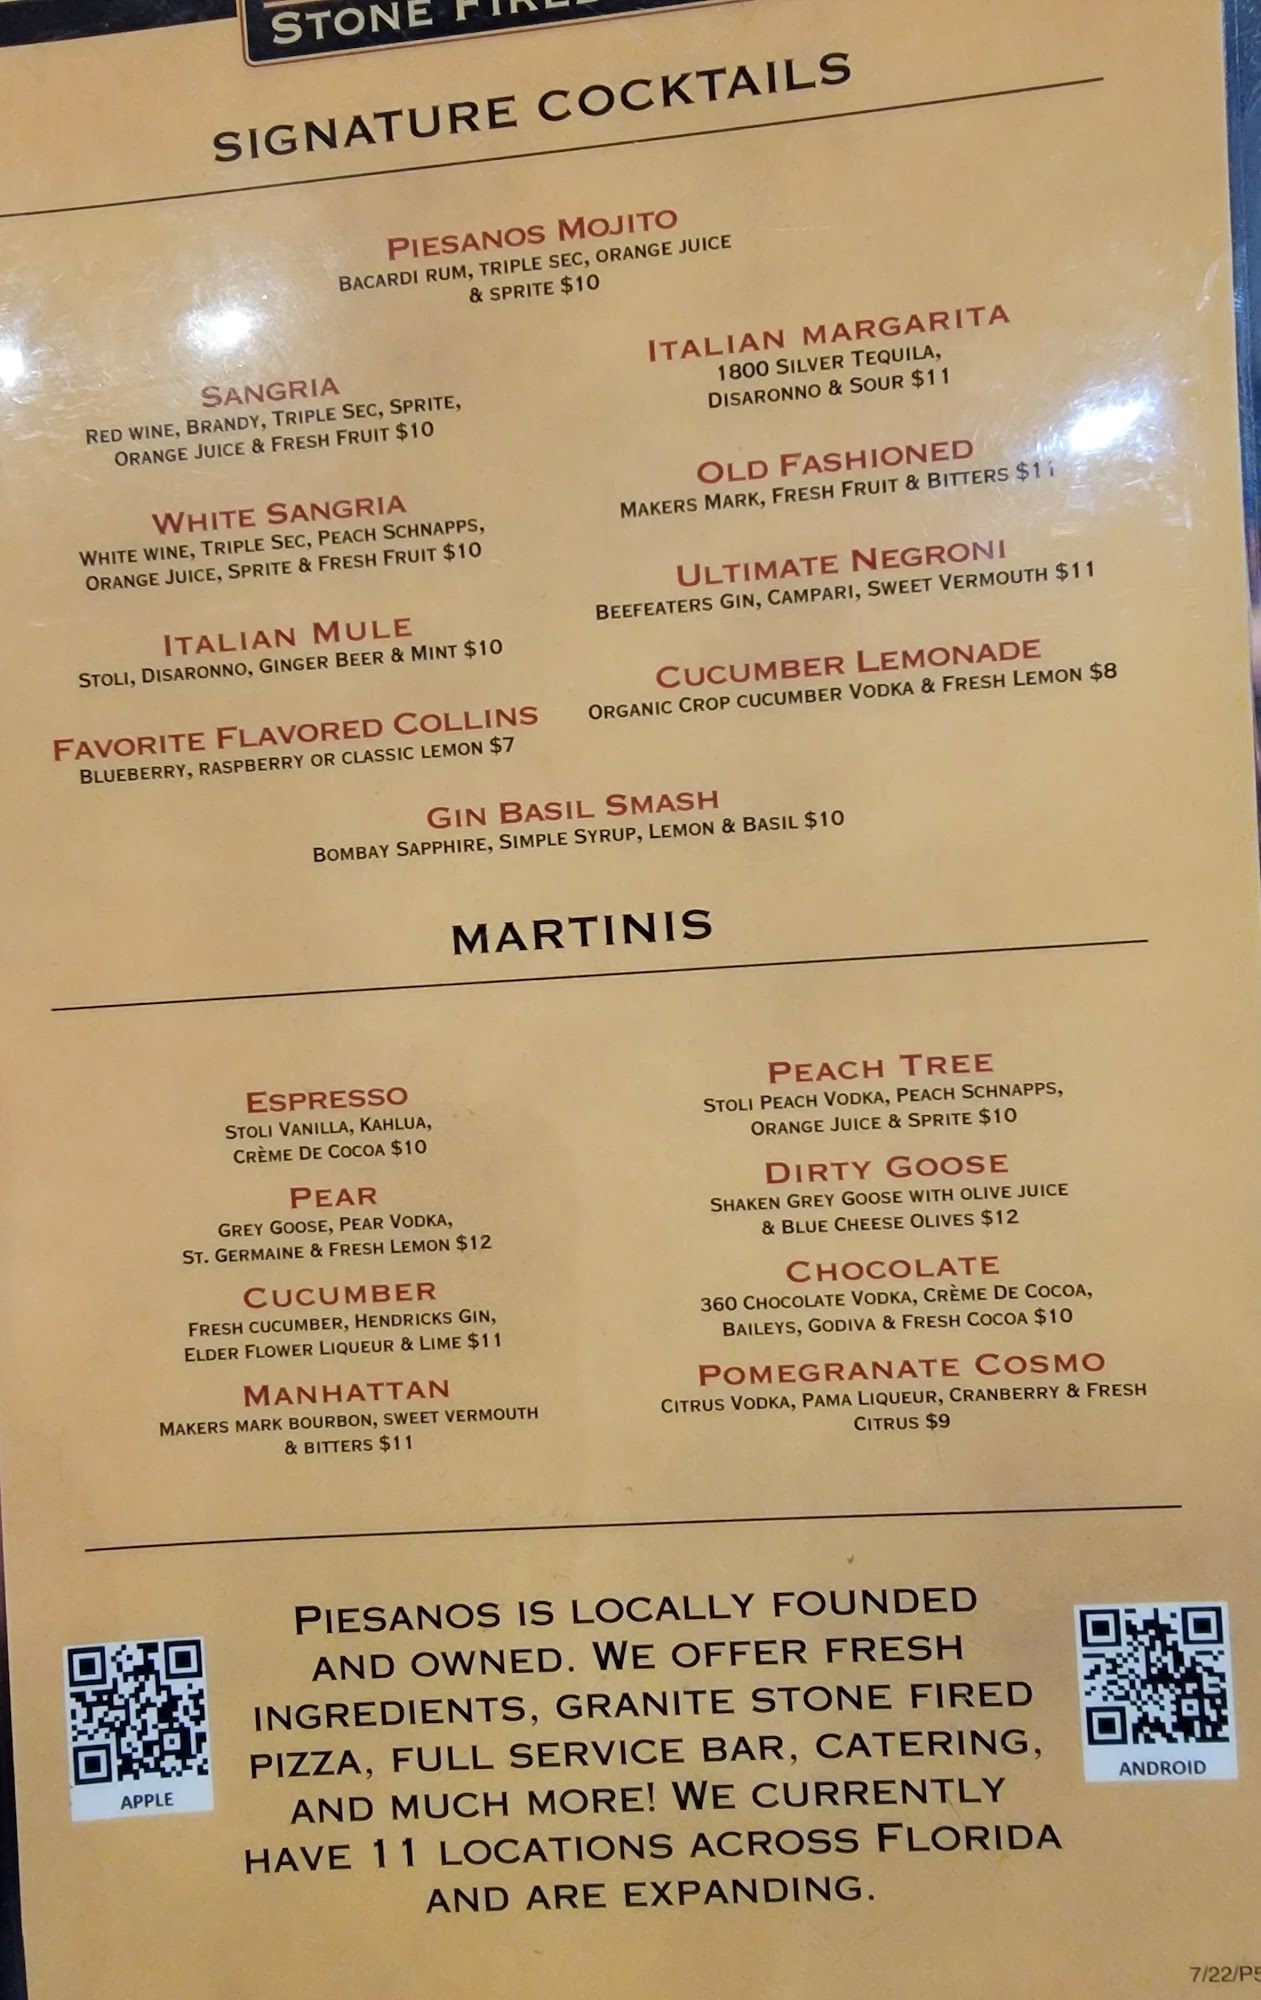 STONE FIRED
SIGNATURE COCKTAILS
PIESANOS MOJITO
BACARDI RUM, TRIPLE SEC, ORANGE JUICE
& SPRITE $10
SANGRIA
RED WINE, BRANDY, TRIPLE SEC, SPRITE,
ORANGE JUICE & FRESH FRUIT $10
WHITE SANGRIA
WHITE WINE, TRIPLE SEC, PEACH SCHNAPPS,
ORANGE JUICE, SPRITE & FRESH FRUIT $10
ITALIAN MULE
STOLI, DISARONNO, GINGER BEER & MINT $10
FAVORITE FLAVORED COLLINS
BLUEBERRY, RASPBERRY OR CLASSIC LEMON $7
ITALIAN MARGARITA
1800 SILVER TEQUILA,
DISARONNO & SOUR $11
OLD FASHIONED
MAKERS MARK, FRESH FRUIT & BITTERS $11
ULTIMATE NEGRONI
BEEFEATERS GIN, CAMPARI, SWEET VERMOUTH $11
CUCUMBER LEMONADE
ORGANIC CROP CUCUMBER VODKA & FRESH LEMON $8
GIN BASIL SMASH
BOMBAY SAPPHIRE, SIMPLE SYRUP, LEMON & BASIL $10
MARTINIS
ESPRESSO
STOLI VANILLA, KAHLUA,
CRÈME DE COCOA $10
PEAR
GREY GOOSE, PEAR VODKA,
ST. GERMAINE & FRESH LEMON $12
CUCUMBER
FRESH CUCUMBER, HENDRICKS GIN,
ELDER FLOWER LIQUEUR & LIME $11
MANHATTAN
MAKERS MARK BOURBON, SWEET VERMOUTH
& BITTERS $11
PEACH TREE
STOLI PEACH VODKA, PEACH SCHNAPPS,
ORANGE JUICE & SPRITE $10
DIRTY GOOSE
SHAKEN GREY GOOSE WITH OLIVE JUICE
& BLUE CHEESE OLIVES $12
CHOCOLATE
360 CHOCOLATE VODKA, CRÈME DE COCOA,
BAILEYS, GODIVA & FRESH COCOA $10
POMEGRANATE COSMO
CITRUS VODKA, PAMA LIQUEUR, CRANBERRY & FRESH
CITRUS $9
PIESANOS IS LOCALLY FOUNDED
AND OWNED. WE OFFER FRESH
INGREDIENTS, GRANITE STONE FIRED
PIZZA, FULL SERVICE BAR, CATERING,
AND MUCH MORE! WE CURRENTLY
HAVE 11 LOCATIONS ACROSS FLORIDA
AND ARE EXPANDING.
APPLE
ANDROID
7/22/P5